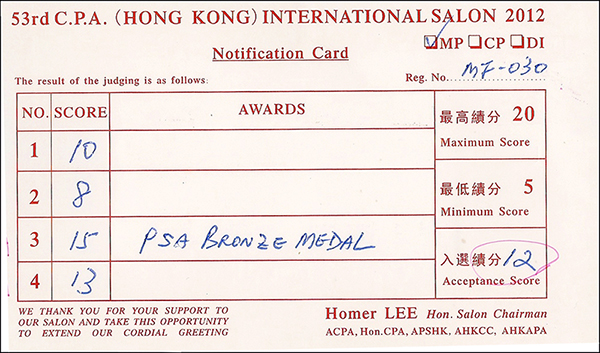 53rd C.P.A. (HONG KONG) INTERNATIONAL SALON 2012
Notification Card
MP CP DI
The result of the judging is as follows:
Reg. No. MF-030
NO. SCORE AWARDS
最高績分 20
Maximum Score
1 10
2 8
最低績分 5
Minimum Score
3 15 PSA BRONZE MEDAL
入選績分 12
Acceptance Score
4 13
WE THANK YOU FOR YOUR SUPPORT TO
OUR SALON AND TAKE THIS OPPORTUNITY
TO EXTEND OUR CORDIAL GREETING
Homer LEE Hon. Salon Chairman
ACPA, Hon.CPA, APSHK, AHKCC, AHKAPA